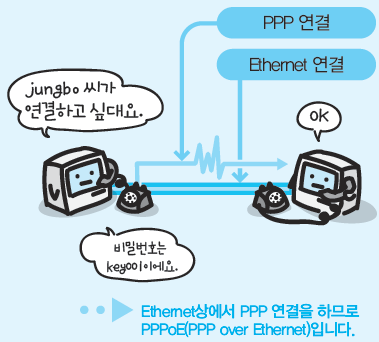 PPP 연결
Ethernet 연결
jungbo 씨가
연결하고 싶대요.
ok
비밀번호는
key001이에요.
Ethernet상에서 PPP 연결을 하므로
PPPoE(PPP over Ethernet)입니다.